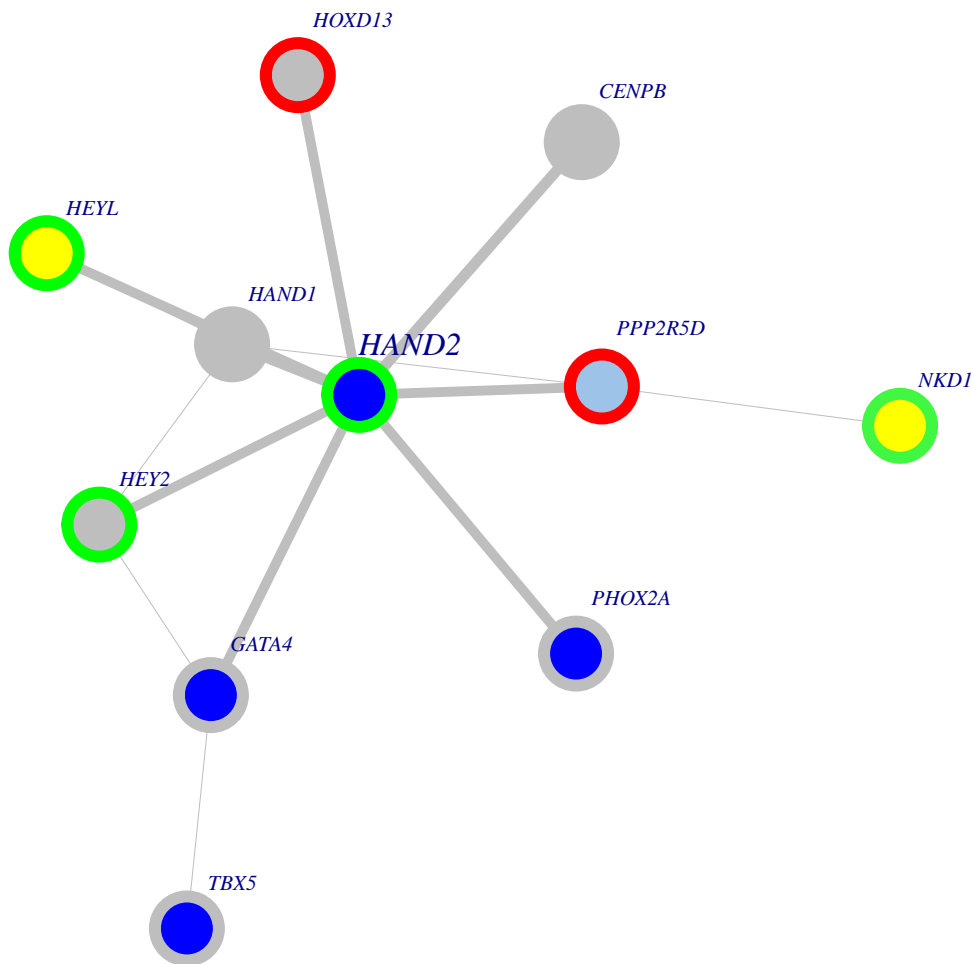 HOXD13
CENPB
HEYL
HAND1
PPP2R5D
HAND2
NKD1
HEY2
PHOX2A
GATA4
TBX5